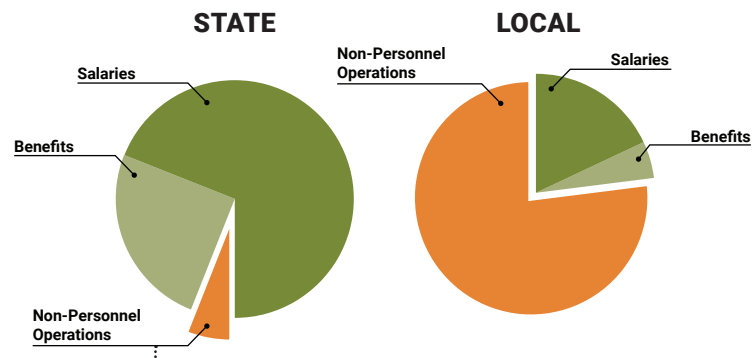 STATE
Salaries
Benefits
Non-Personnel
Operations
LOCAL
Non-Personnel
Operations
Salaries
Benefits